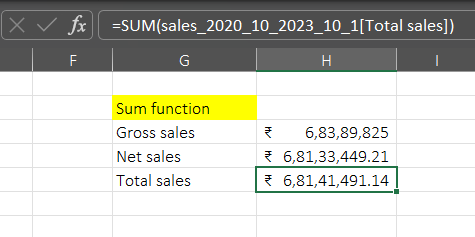 fx =SUM(sales_2020_10_2023_10_1[Total sales])
F G H I
Sum function
Gross sales ₹ 6,83,89,825
Net sales ₹ 6,81,33,449.21
Total sales ₹ 6,81,41,491.14